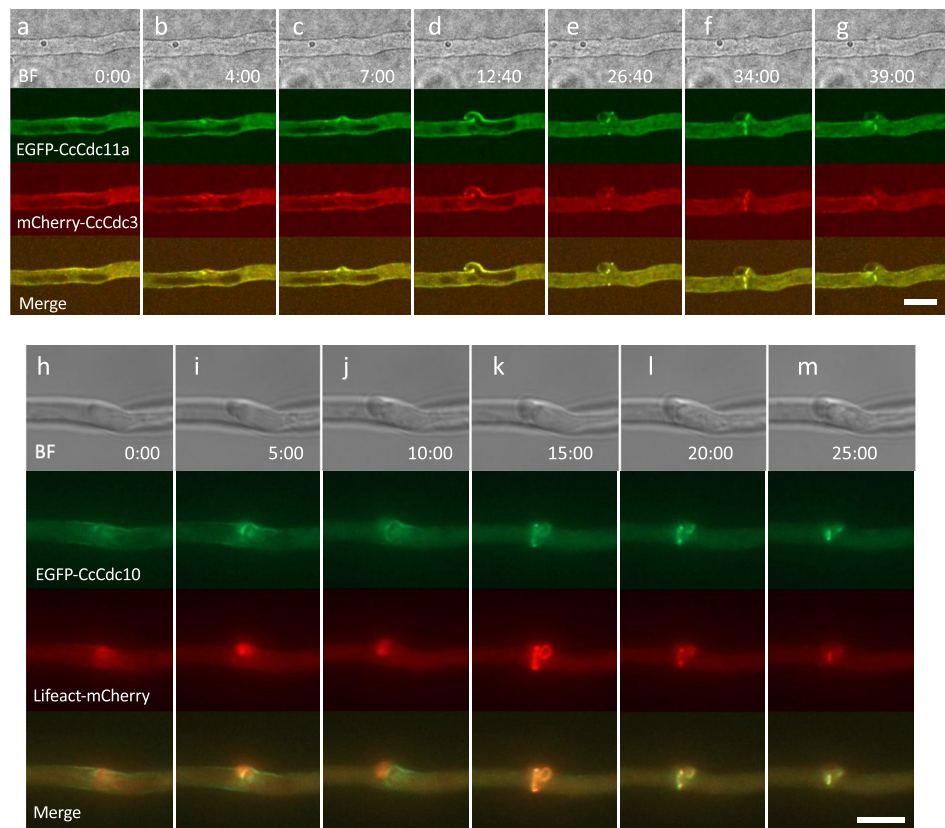 a b c d e f g
BF 0:00 4:00 7:00 12:40 26:40 34:00 39:00
EGFP-CcCdc11a
mCherry-CcCdc3
Merge
h i j k l m
BF 0:00 5:00 10:00 15:00 20:00 25:00
EGFP-CcCdc10
Lifeact-mCherry
Merge